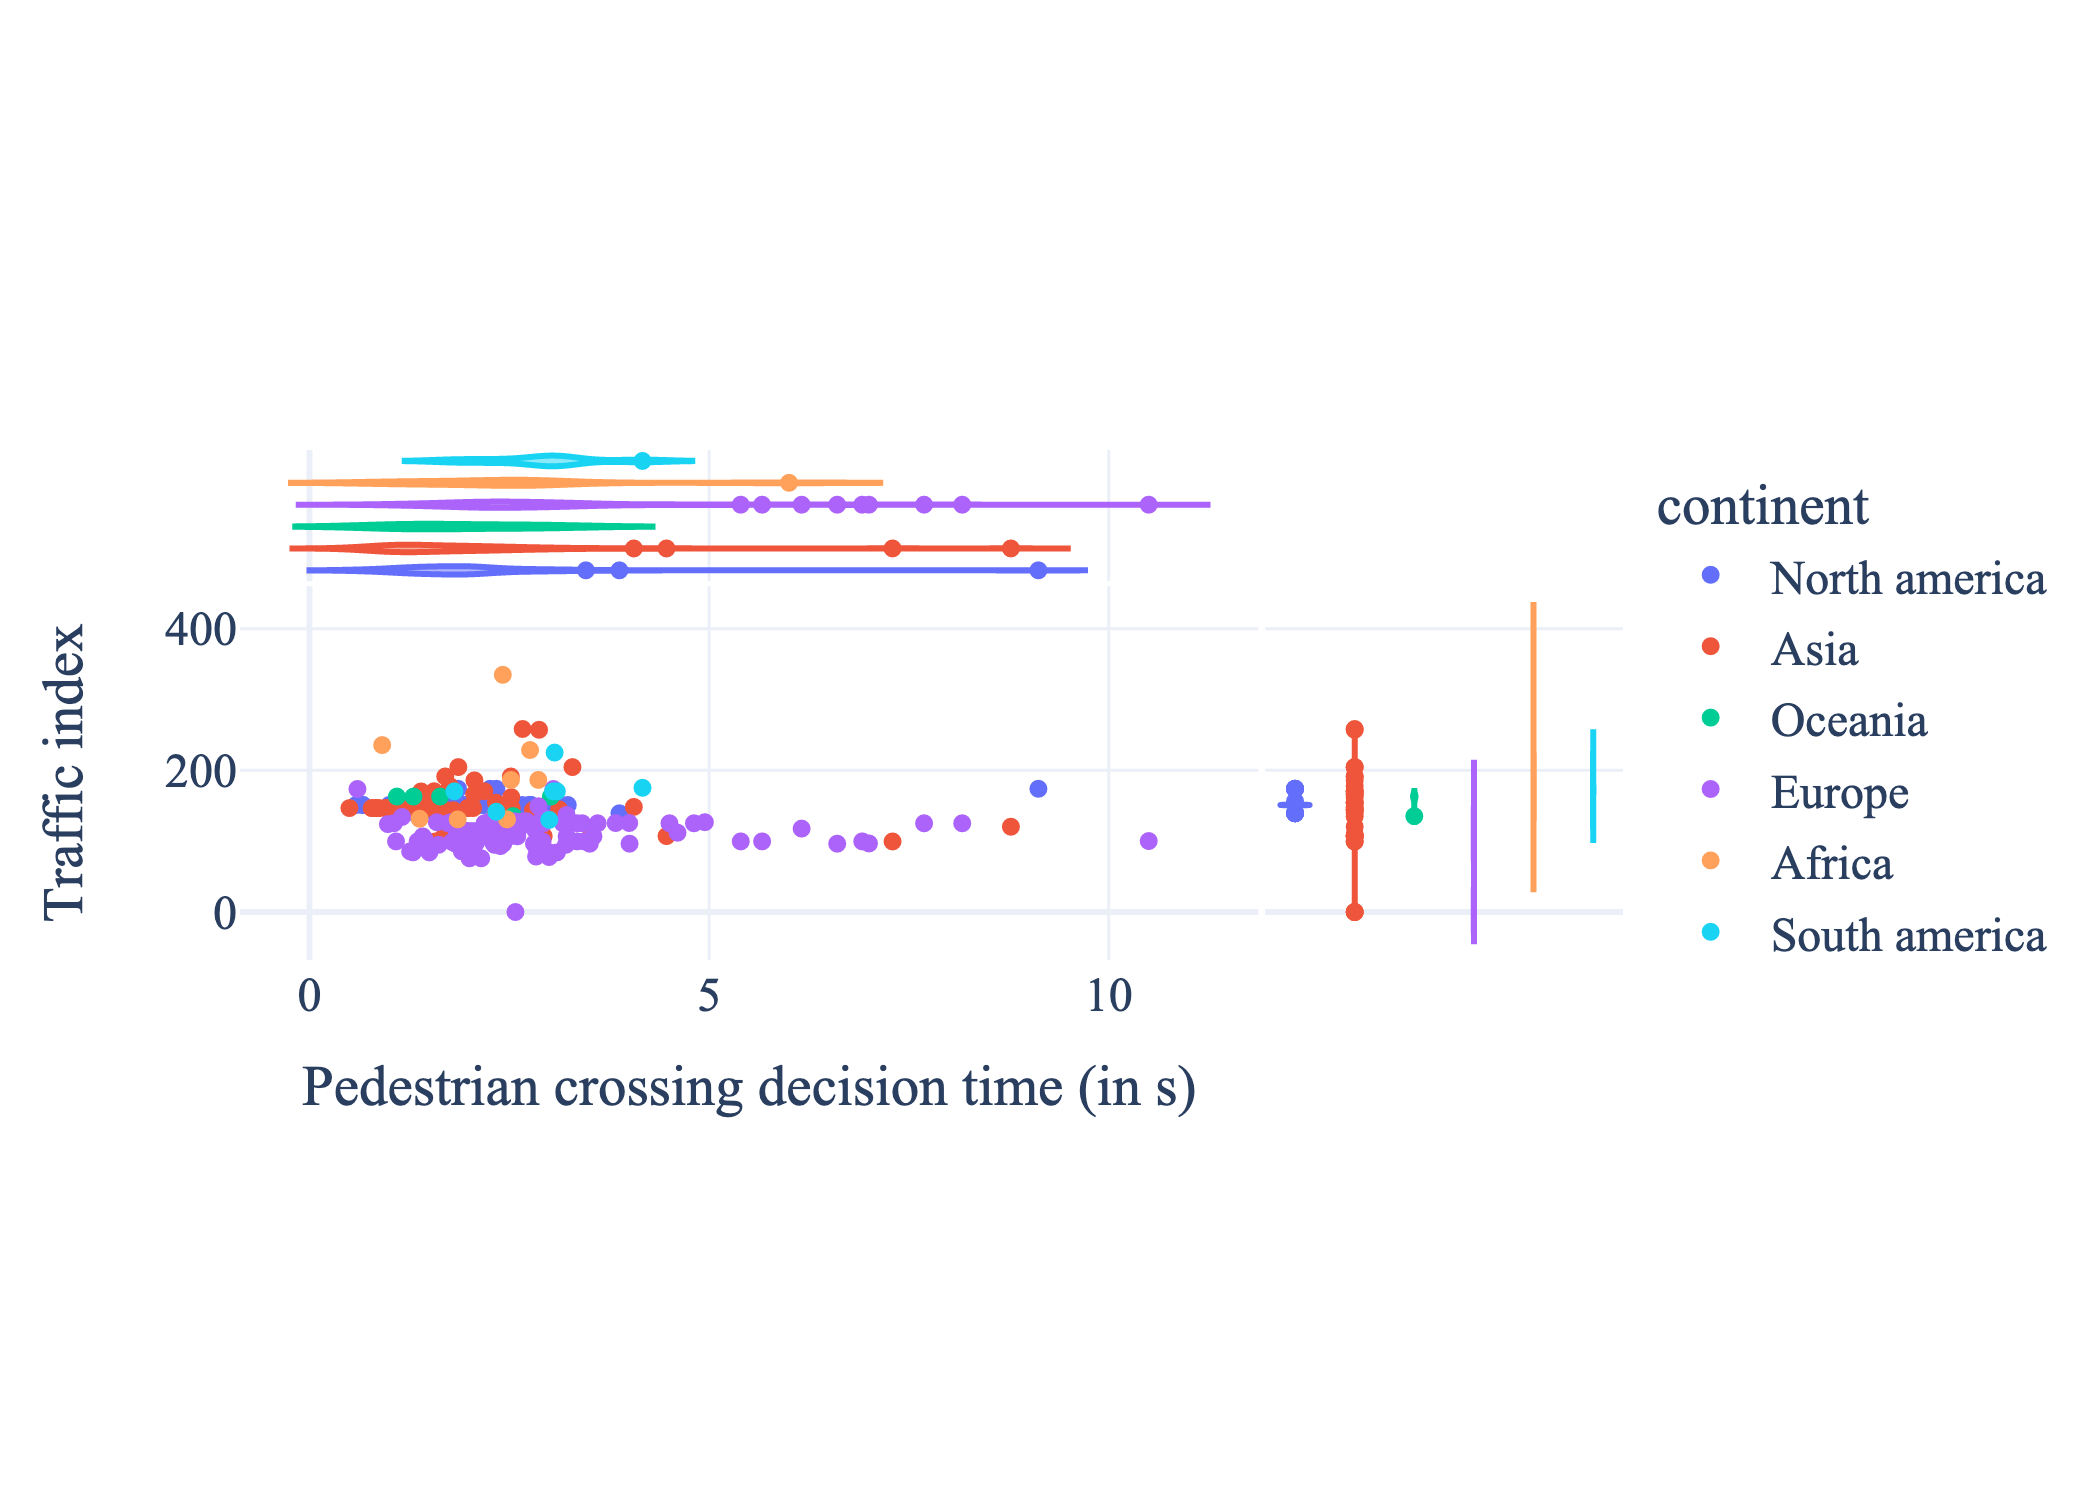 continent
North america
Asia
Oceania
Europe
Africa
South america
Traffic index
400
200
0
0
5
10
Pedestrian crossing decision time (in s)